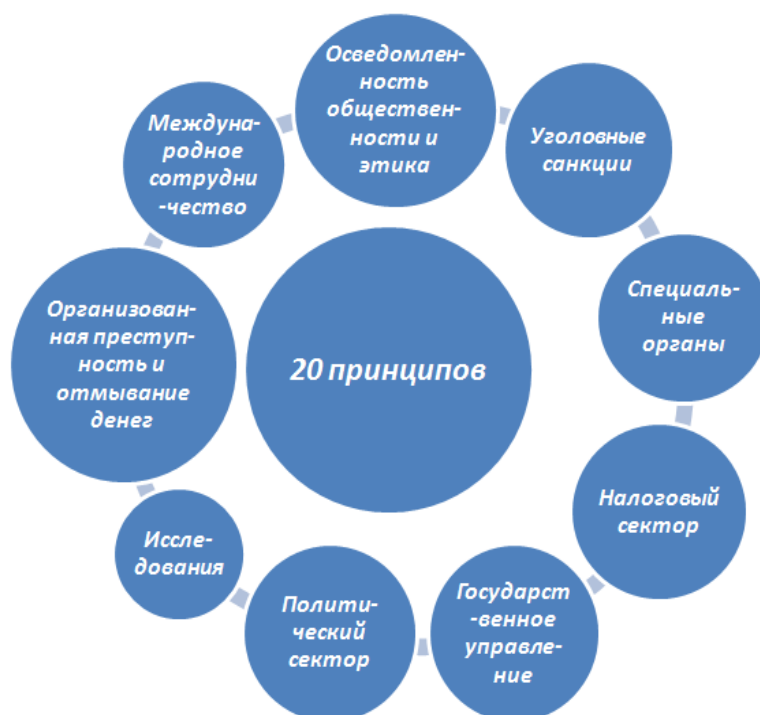 Осведомлен-
ность
обществен-
ности и
этика
Уголовные
санкции
Специаль-
ные
органы
Налоговый
сектор
Государст
-венное
управле-
ние
Полити-
ческий
сектор
Иссле-
дования
Организован-
ная преступ-
ность и
отмывание
денег
Междуна-
родное
сотрудни
-чество
20 принципов